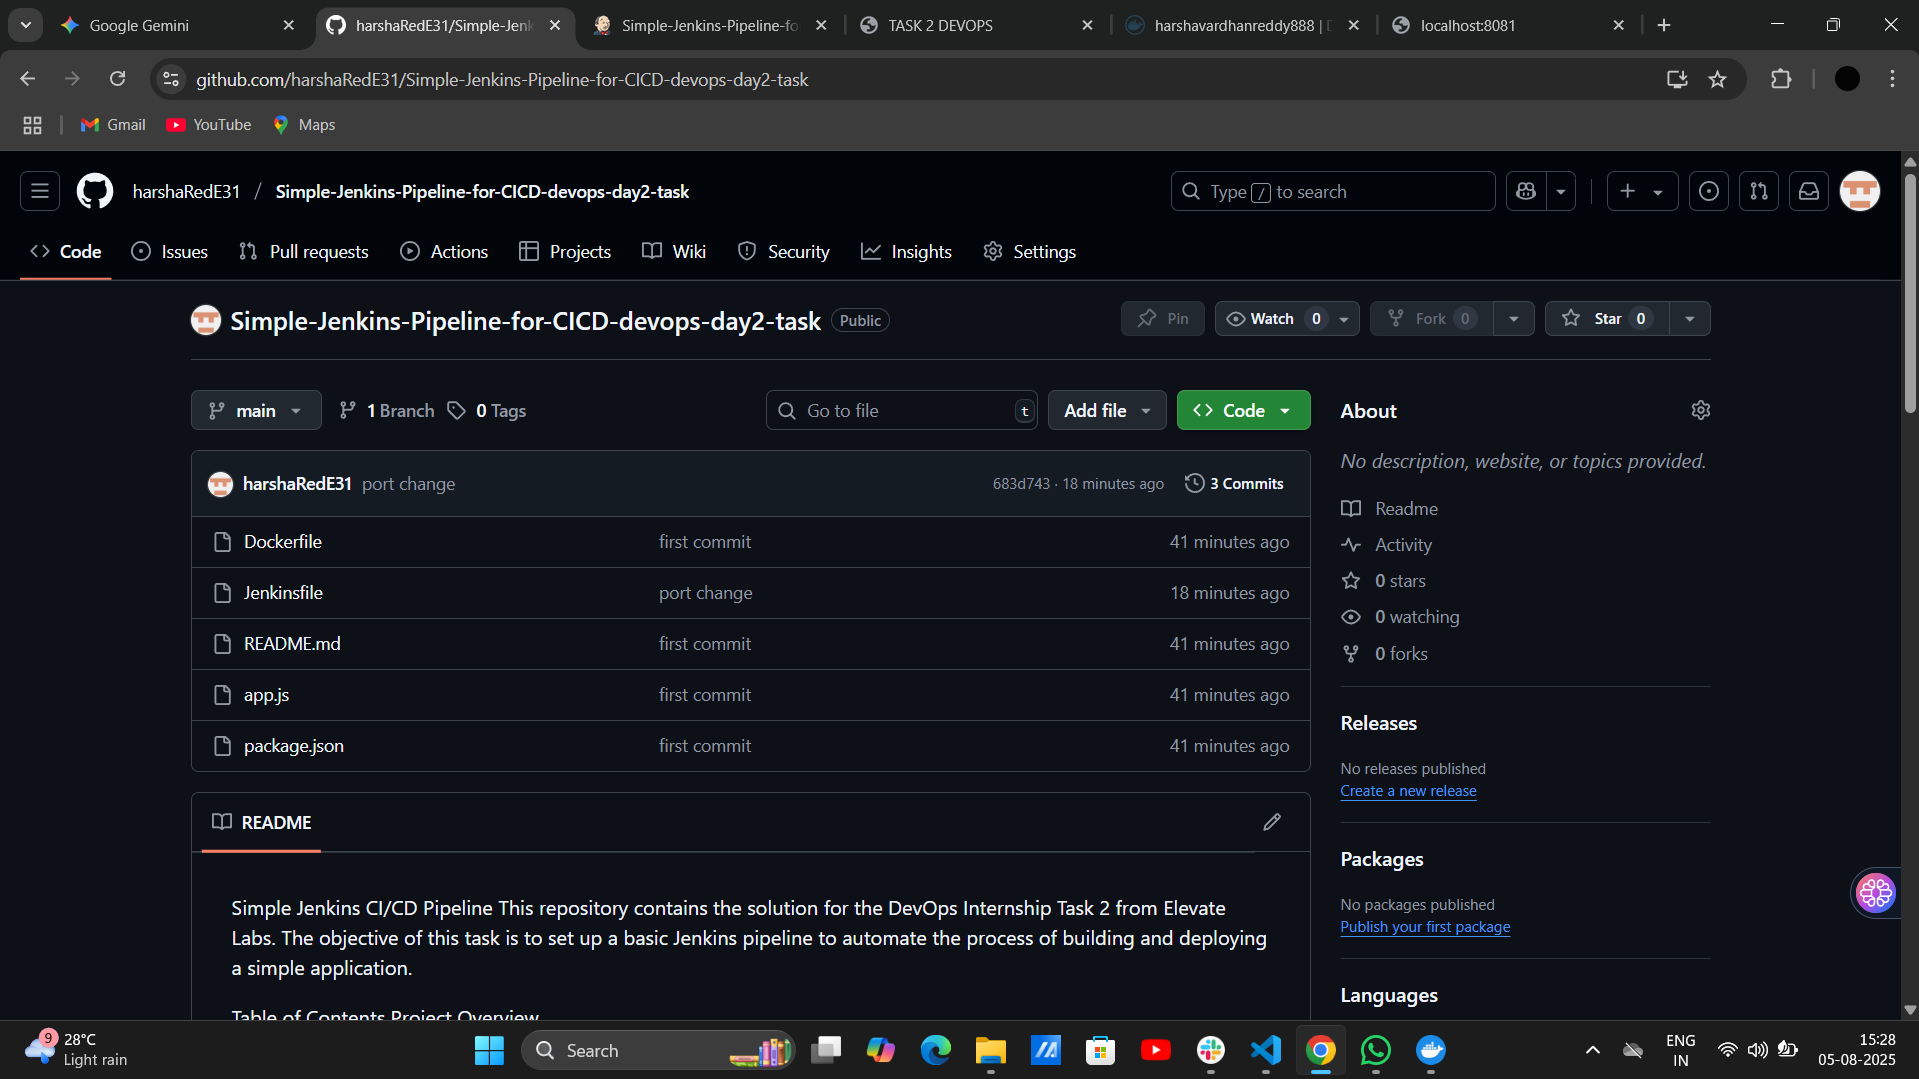 Google Gemini
harshaRedE31/Simple-Jenk
Simple-Jenkins-Pipeline-fo
TASK 2 DEVOPS
harshavardhanreddy888 | D
localhost:8081
github.com/harshaRedE31/Simple-Jenkins-Pipeline-for-CICD-devops-day2-task
Gmail YouTube Maps
harshaRedE31 / Simple-Jenkins-Pipeline-for-CICD-devops-day2-task
Type / to search
Code Issues Pull requests Actions Projects Wiki Security Insights Settings
Simple-Jenkins-Pipeline-for-CICD-devops-day2-task Public
Pin Watch 0 Fork 0 Star 0
main 1 Branch 0 Tags
Go to file t Add file Code
harshaRedE31 port change 683d743 · 18 minutes ago 3 Commits
Dockerfile first commit 41 minutes ago
Jenkinsfile port change 18 minutes ago
README.md first commit 41 minutes ago
app.js first commit 41 minutes ago
package.json first commit 41 minutes ago
README
Simple Jenkins CI/CD Pipeline This repository contains the solution for the DevOps Internship Task 2 from Elevate
Labs. The objective of this task is to set up a basic Jenkins pipeline to automate the process of building and deploying
a simple application.
Table of Contents Project Overview
About
No description, website, or topics provided.
Readme
Activity
0 stars
0 watching
0 forks
Releases
No releases published
Create a new release
Packages
No packages published
Publish your first package
Languages
9
28°C
Light rain
Search
ENG
IN
15:28
05-08-2025